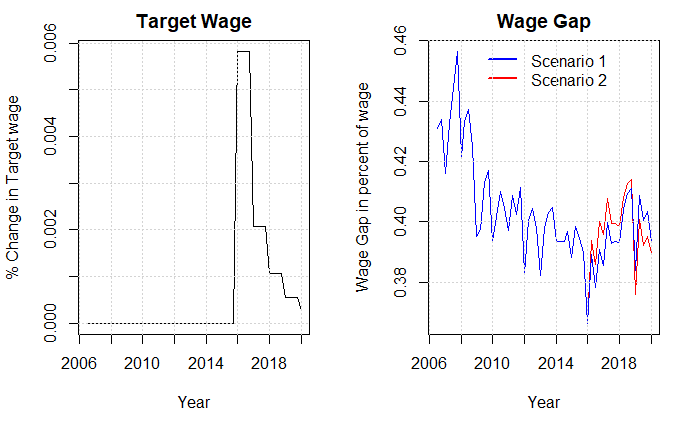 Target Wage
% Change in Target wage
0.006
0.004
0.002
0.000
2006
2010
2014
2018
Year
Wage Gap
Wage Gap in percent of wage
0.46
0.44
0.42
0.40
0.38
Scenario 1
Scenario 2
2006
2010
2014
2018
Year